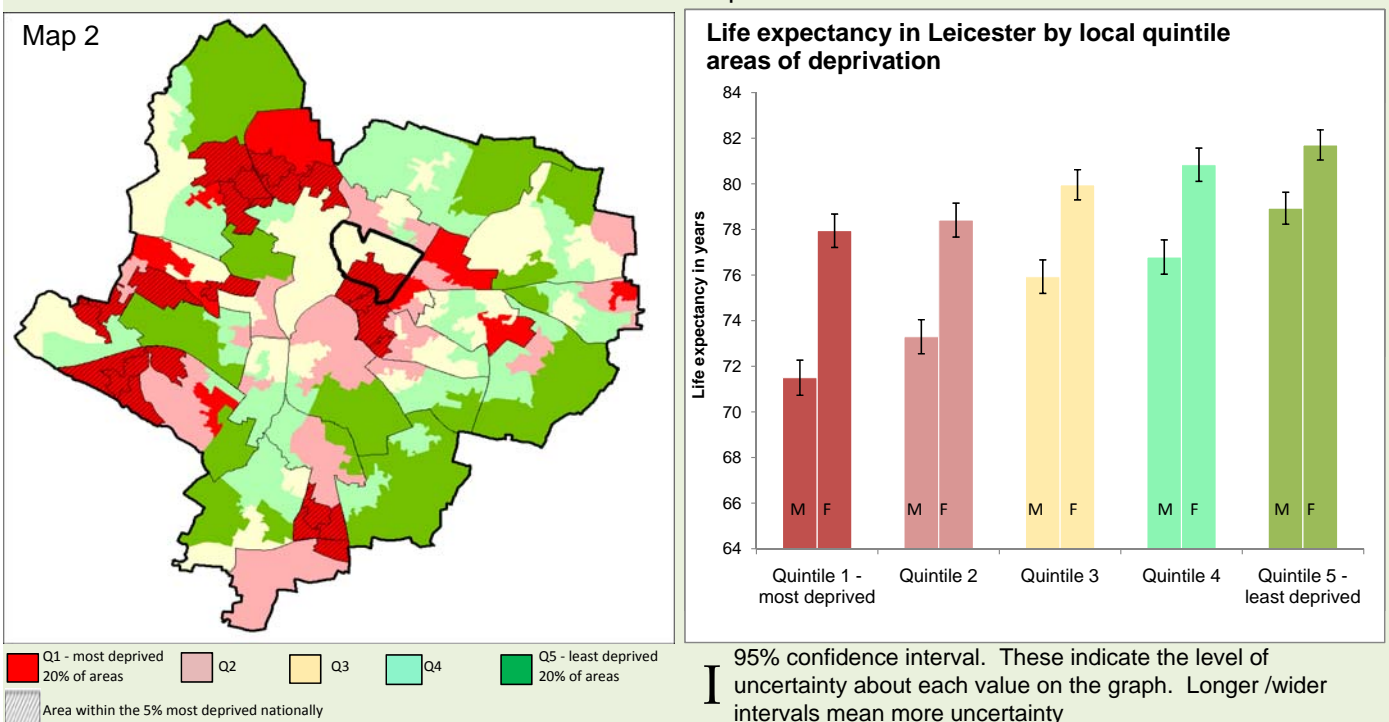 Map 2
Q1 - most deprived
20% of areas
Q2
Q3
Q4
Q5 - least deprived
20% of areas
Area within the 5% most deprived nationally
Life expectancy in Leicester by local quintile
areas of deprivation
Life expectancy in years
84
82
80
78
76
74
72
70
68
66
64
M F
M F
M F
M F
M F
Quintile 1 -
most deprived
Quintile 2
Quintile 3
Quintile 4
Quintile 5 -
least deprived
95% confidence interval. These indicate the level of
uncertainty about each value on the graph. Longer /wider
intervals mean more uncertainty